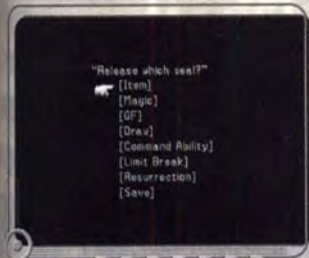 "Release which seal?"
[Item]
[Magic]
[GF]
[Draw]
[Command Ability]
[Limit Break]
[Resurrection]
[Save]